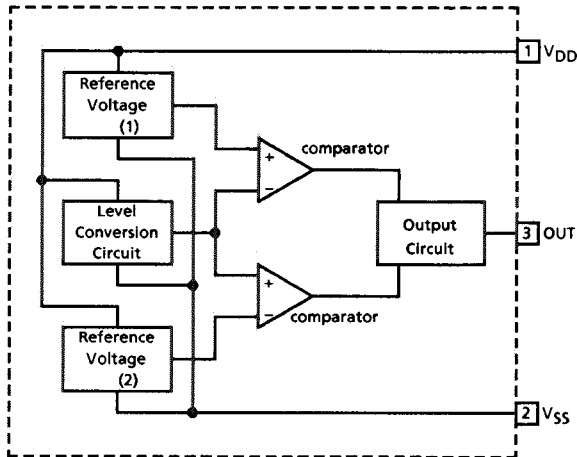 1 VDD
Reference
Voltage
(1)
comparator
+
−
Level
Conversion
Circuit
Output
Circuit
3 OUT
+
−
comparator
Reference
Voltage
(2)
2 VSS